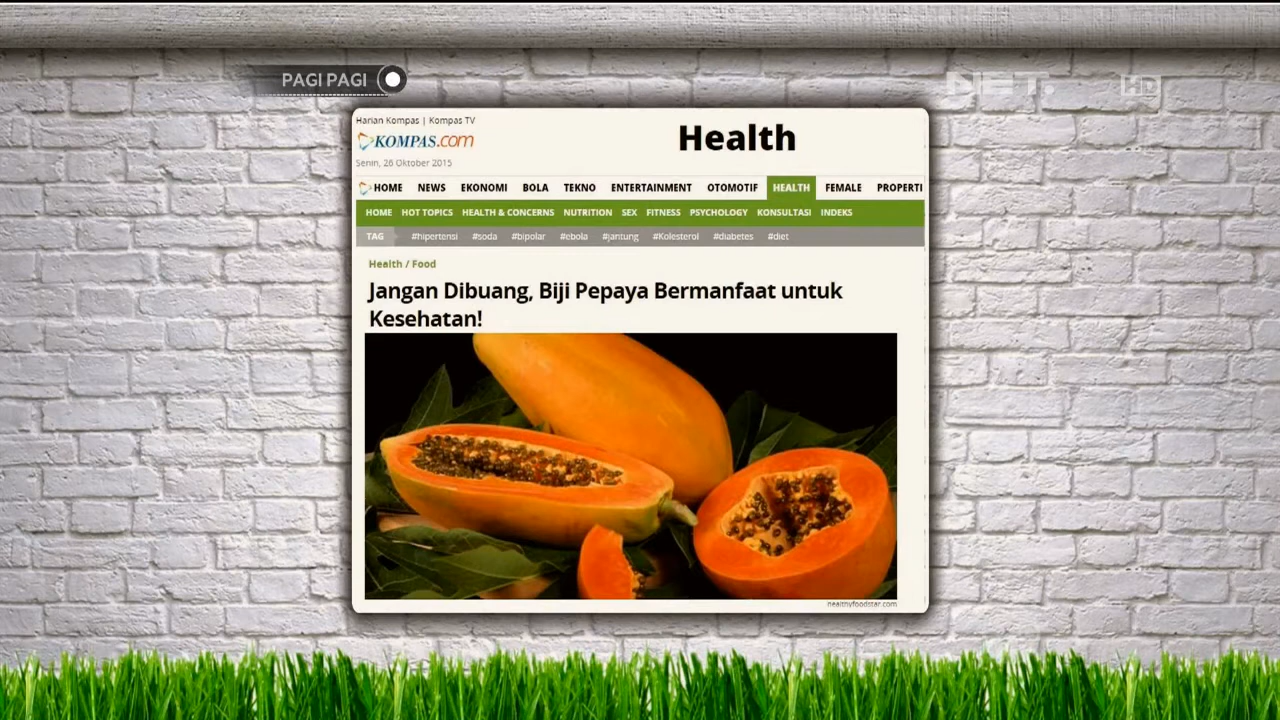 PAGI PAGI
NET.
HD
Harian Kompas | Kompas TV
KOMPAS.com
Health
Senin, 26 Oktober 2015
HOME NEWS EKONOMI BOLA TEKNO ENTERTAINMENT OTOMOTIF HEALTH FEMALE PROPERTI
HOME HOT TOPICS HEALTH & CONCERNS NUTRITION SEX FITNESS PSYCHOLOGY KONSULTASI INDEKS
TAG #hipertensi #soda #bipolar #ebola #jantung #Kolesterol #diabetes #diet
Health / Food
Jangan Dibuang, Biji Pepaya Bermanfaat untuk
Kesehatan!
healthyfoodstar.com